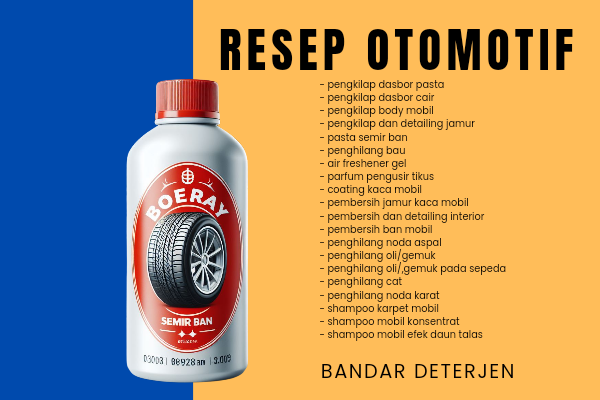 RESEP OTOMOTIF
- pengkilap dasbor pasta
- pengkilap dasbor cair
- pengkilap body mobil
- pengkilap dan detailing jamur
- pasta semir ban
- penghilang bau
- air freshener gel
- parfum pengusir tikus
- coating kaca mobil
- pembersih jamur kaca mobil
- pembersih dan detailing interior
- pembersih ban mobil
- penghilang noda aspal
- penghilang oli/gemuk
- penghilang oli/,gemuk pada sepeda
- penghilang cat
- penghilang noda karat
- shampoo karpet mobil
- shampoo mobil konsentrat
- shampoo mobil efek daun talas
BANDAR DETERJEN
BOERAY
SEMIR BAN